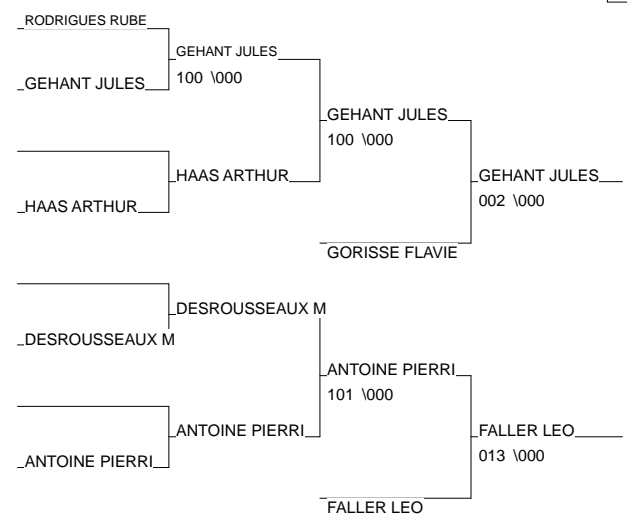 RODRIGUES RUBE
GEHANT JULES
100 \000
GEHANT JULES
GEHANT JULES
100 \000
HAAS ARTHUR
GEHANT JULES
002 \000
HAAS ARTHUR
GORISSE FLAVIE
DESROUSSEAUX M
DESROUSSEAUX M
ANTOINE PIERRI
101 \000
ANTOINE PIERRI
FALLER LEO
013 \000
ANTOINE PIERRI
FALLER LEO